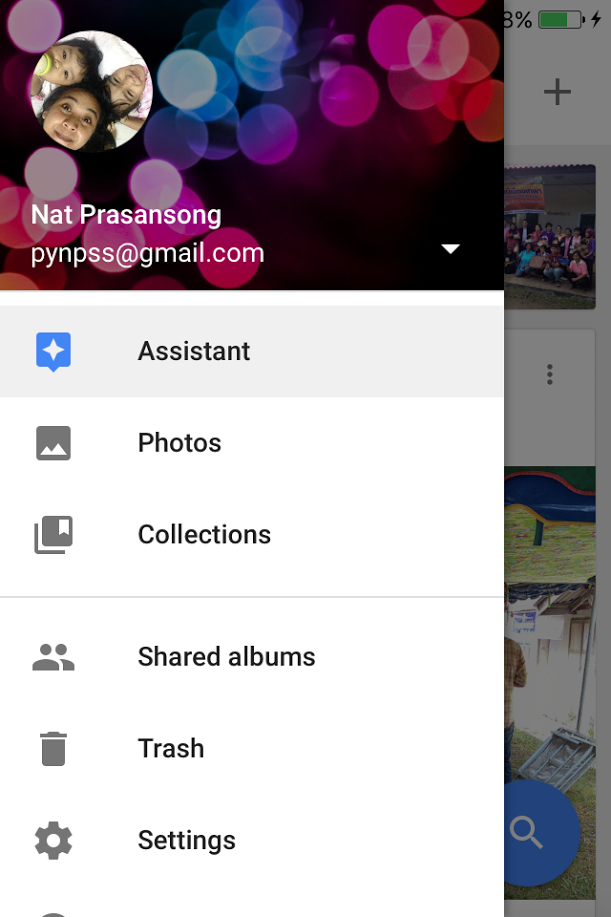 8%
Nat Prasansong
pynpss@gmail.com
Assistant
Photos
Collections
Shared albums
Trash
Settings